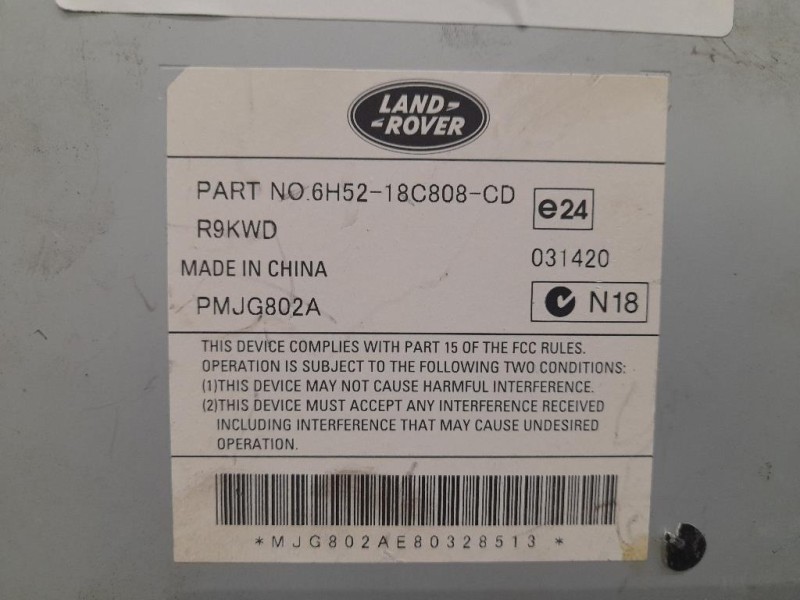 LAND-
-ROVER
PART NO.6H52-18C808-CD
e24
R9KWD
031420
MADE IN CHINA
N18
PMJG802A
THIS DEVICE COMPLIES WITH PART 15 OF THE FCC RULES.
OPERATION IS SUBJECT TO THE FOLLOWING TWO CONDITIONS:
(1)THIS DEVICE MAY NOT CAUSE HARMFUL INTERFERENCE.
(2)THIS DEVICE MUST ACCEPT ANY INTERFERENCE RECEIVED
INCLUDING INTERFERENCE THAT MAY CAUSE UNDESIRED
OPERATION.
*MJG802AE80328513*